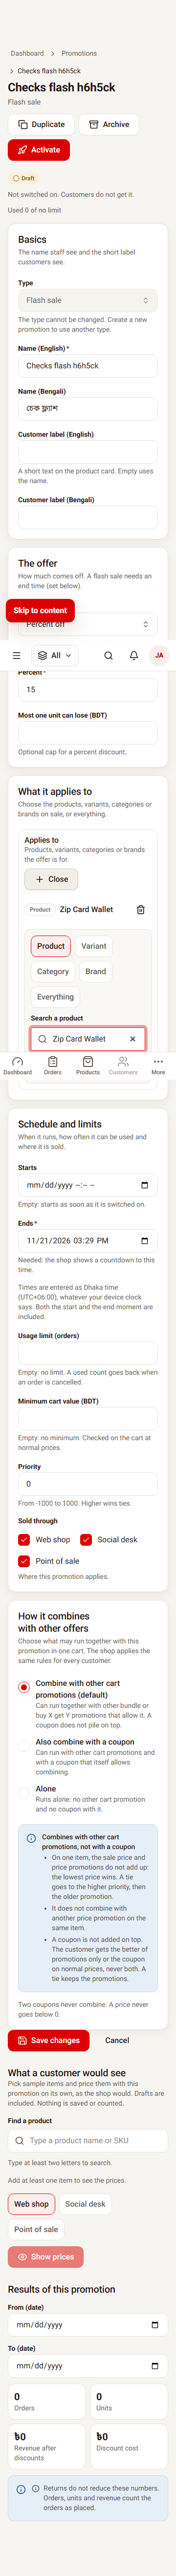 Dashboard > Promotions
> Checks flash h6h5ck
Checks flash h6h5ck
Flash sale
Duplicate
Archive
Activate
Draft
Not switched on. Customers do not get it.
Used 0 of no limit
Basics
The name staff see and the short label
customers see.
Type
Flash sale
The type cannot be changed. Create a new
promotion to use another type.
Name (English)*
Checks flash h6h5ck
Name (Bengali)
চেক ফ্ল্যাশ
Customer label (English)
A short text on the product card. Empty uses
the name.
Customer label (Bengali)
The offer
How much comes off. A flash sale needs an
end time (set below).
Skip to content
Percent off
All
JA
Percent*
15
Most one unit can lose (BDT)
Optional cap for a percent discount.
What it applies to
Choose the products, variants, categories or
brands on sale, or everything.
Applies to
Products, variants, categories or brands
the offer is for.
Close
Product
Zip Card Wallet
Product
Variant
Category
Brand
Everything
Search a product
Zip Card Wallet
Dashboard
Orders
Products
Customers
More
Schedule and limits
When it runs, how often it can be used and
where it is sold.
Starts
mm/dd/yyyy --:-- --
Empty: starts as soon as it is switched on.
Ends*
11/21/2026 03:29 PM
Needed: the shop shows a countdown to this
time.
Times are entered as Dhaka time
(UTC+06:00), whatever your device clock
says. Both the start and the end moment are
included.
Usage limit (orders)
Empty: no limit. A used count goes back when
an order is cancelled.
Minimum cart value (BDT)
Empty: no minimum. Checked on the cart at
normal prices.
Priority
0
From -1000 to 1000. Higher wins ties.
Sold through
Web shop
Social desk
Point of sale
Where this promotion applies.
How it combines
with other offers
Choose what may run together with this
promotion in one cart. The shop applies the
same rules for every customer.
Combine with other cart
promotions (default)
Can run together with other bundle or
buy X get Y promotions that allow it. A
coupon does not pile on top.
Also combine with a coupon
Can run with other cart promotions and
with a coupon that itself allows
combining.
Alone
Runs alone: no other cart promotion
and no coupon with it.
Combines with other cart
promotions, not with a coupon
• On one item, the sale price and
price promotions do not add up:
the lowest price wins. A tie
goes to the higher priority, then
the older promotion.
• It does not combine with
another price promotion on the
same item.
• A coupon is not added on top.
The customer gets the better of
promotions only or the coupon
on normal prices, never both. A
tie keeps the promotions.
Two coupons never combine. A price never
goes below 0.
Save changes
Cancel
What a customer would see
Pick sample items and price them with this
promotion on its own, as the shop would. Drafts are
included. Nothing is saved or counted.
Find a product
Type a product name or SKU
Type at least two letters to search.
Add at least one item to see the prices.
Web shop
Social desk
Point of sale
Show prices
Results of this promotion
From (date)
mm/dd/yyyy
To (date)
mm/dd/yyyy
0
Orders
0
Units
৳0
Revenue after
discounts
৳0
Discount cost
Returns do not reduce these numbers.
Orders, units and revenue count the
orders as placed.